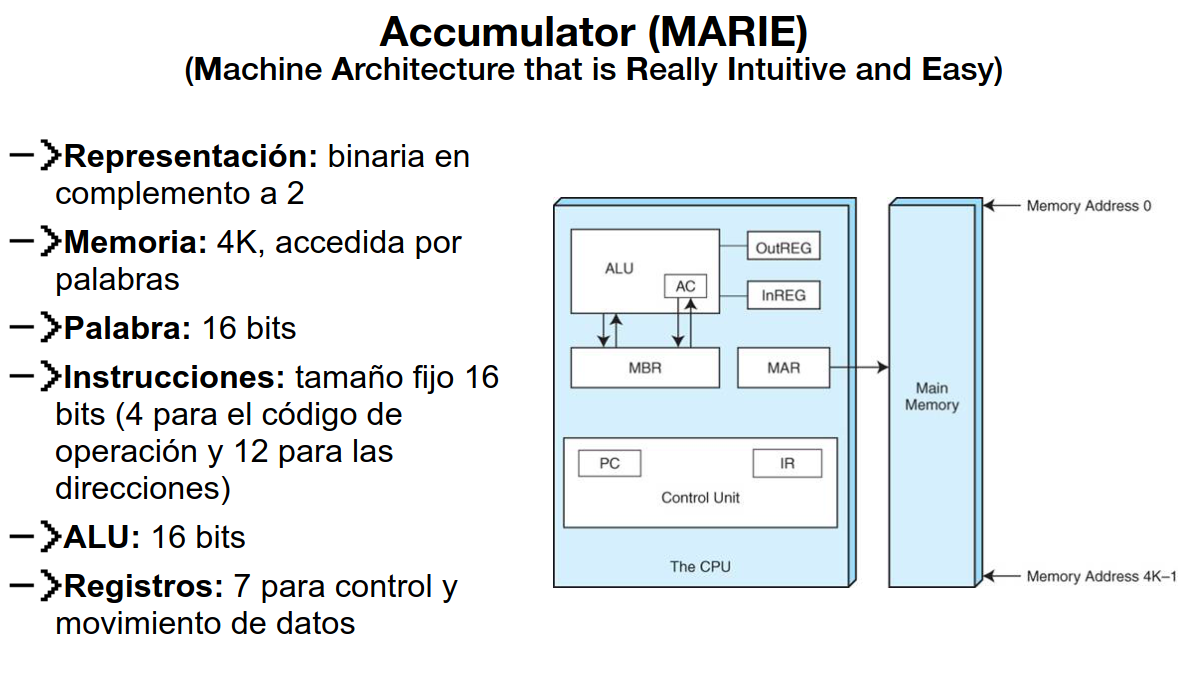 Accumulator (MARIE)
(Machine Architecture that is Really Intuitive and Easy)
Representación: binaria en
complemento a 2
Memoria: 4K, accedida por
palabras
Palabra: 16 bits
Instrucciones: tamaño fijo 16
bits (4 para el código de
operación y 12 para las
direcciones)
ALU: 16 bits
Registros: 7 para control y
movimiento de datos
ALU
AC
OutREG
InREG
MBR
MAR
PC
IR
Control Unit
The CPU
Main
Memory
Memory Address 0
Memory Address 4K–1